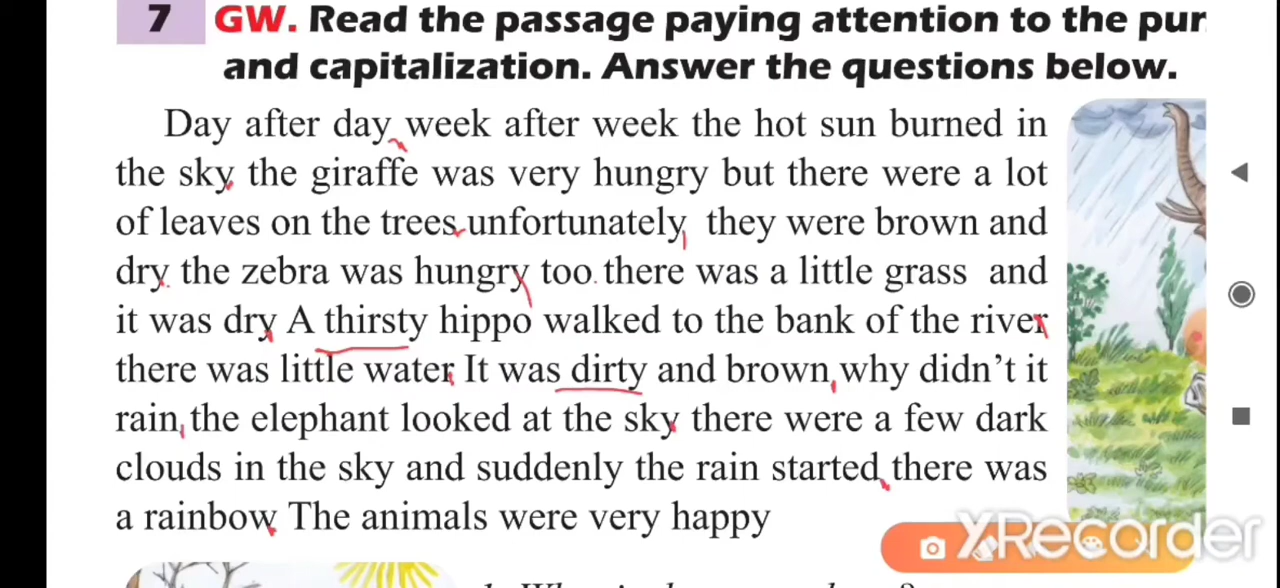 7 GW. Read the passage paying attention to the pur
and capitalization. Answer the questions below.
Day after day week after week the hot sun burned in
the sky the giraffe was very hungry but there were a lot
of leaves on the trees unfortunately they were brown and
dry the zebra was hungry too. there was a little grass and
it was dry A thirsty hippo walked to the bank of the river
there was little water It was dirty and brown why didn't it
rain the elephant looked at the sky there were a few dark
clouds in the sky and suddenly the rain started there was
a rainbow The animals were very happy
XRecorder